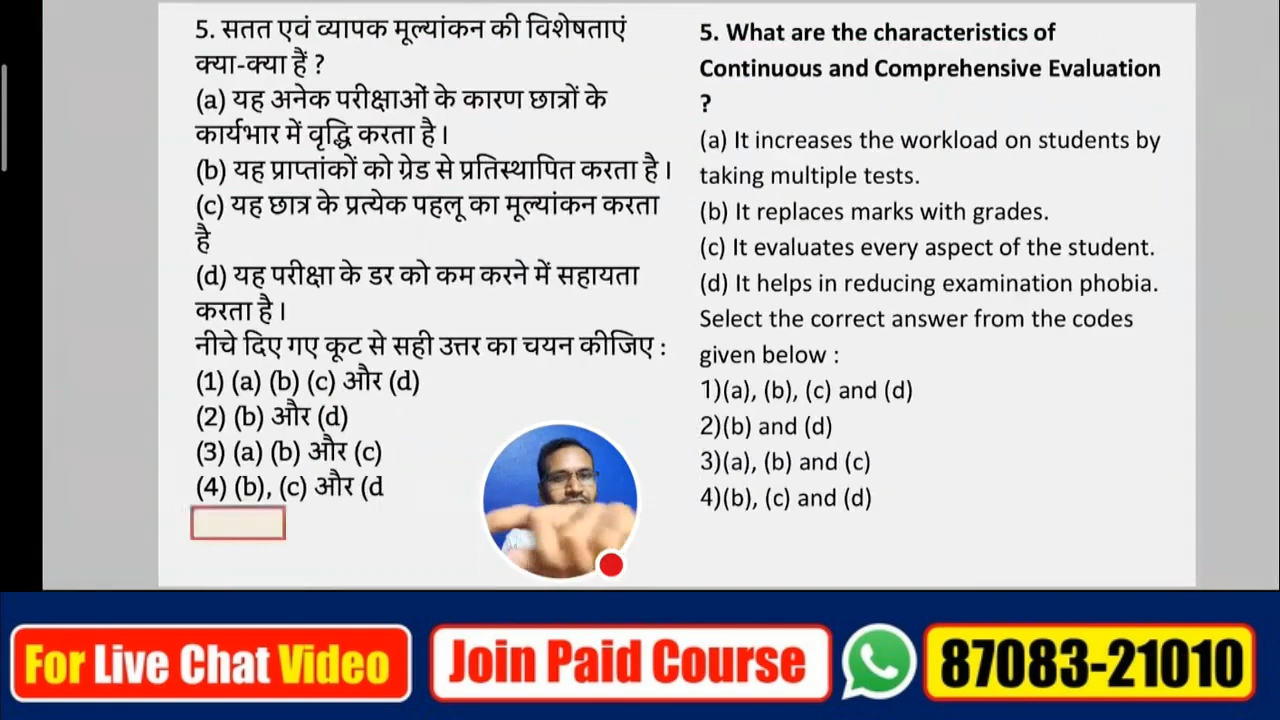 5. सतत एवं व्यापक मूल्यांकन की विशेषताएं
क्या-क्या हैं ?
(a) यह अनेक परीक्षाओं के कारण छात्रों के
कार्यभार में वृद्धि करता है ।
(b) यह प्राप्तांकों को ग्रेड से प्रतिस्थापित करता है ।
(c) यह छात्र के प्रत्येक पहलू का मूल्यांकन करता
है
(d) यह परीक्षा के डर को कम करने में सहायता
करता है ।
नीचे दिए गए कूट से सही उत्तर का चयन कीजिए :
(1) (a) (b) (c) और (d)
(2) (b) और (d)
(3) (a) (b) और (c)
(4) (b), (c) और (d
5. What are the characteristics of
Continuous and Comprehensive Evaluation
?
(a) It increases the workload on students by
taking multiple tests.
(b) It replaces marks with grades.
(c) It evaluates every aspect of the student.
(d) It helps in reducing examination phobia.
Select the correct answer from the codes
given below :
1)(a), (b), (c) and (d)
2)(b) and (d)
3)(a), (b) and (c)
4)(b), (c) and (d)
For Live Chat Video
Join Paid Course
87083-21010